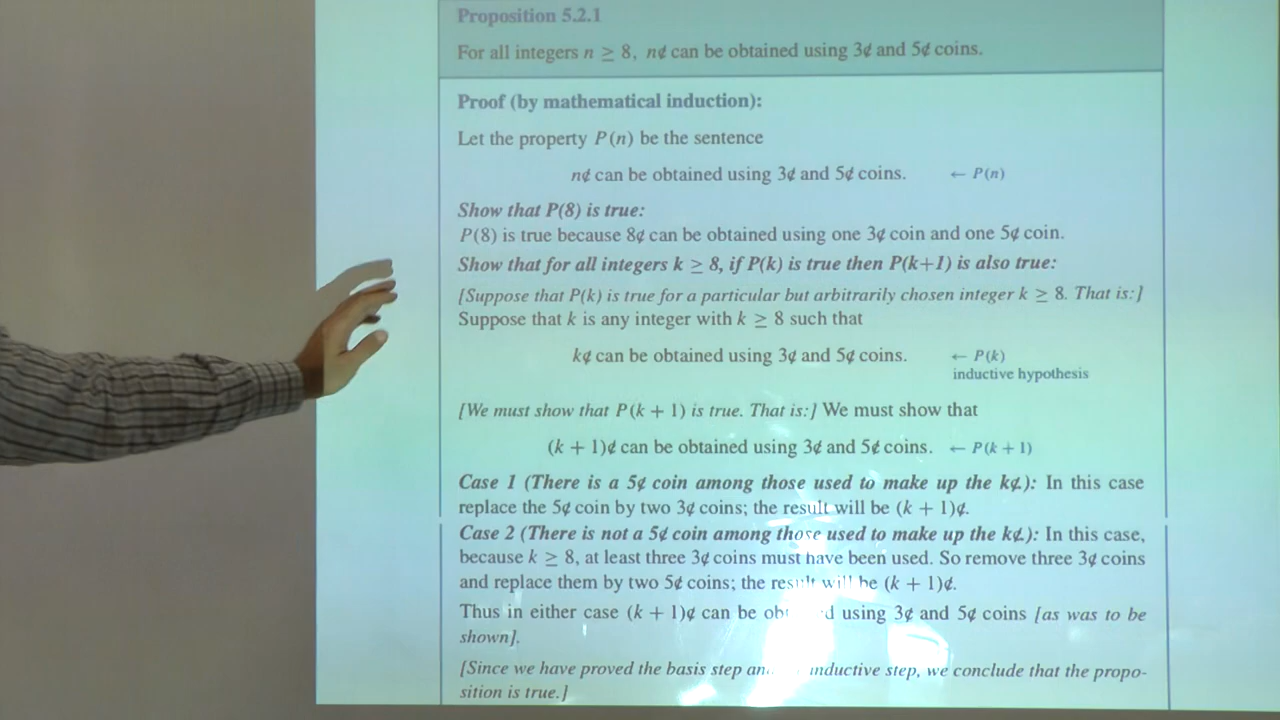 Proposition 5.2.1
For all integers n ≥ 8, n¢ can be obtained using 3¢ and 5¢ coins.
Proof (by mathematical induction):
Let the property P(n) be the sentence
n¢ can be obtained using 3¢ and 5¢ coins. ← P(n)
Show that P(8) is true:
P(8) is true because 8¢ can be obtained using one 3¢ coin and one 5¢ coin.
Show that for all integers k ≥ 8, if P(k) is true then P(k+1) is also true:
[Suppose that P(k) is true for a particular but arbitrarily chosen integer k ≥ 8. That is:]
Suppose that k is any integer with k ≥ 8 such that
k¢ can be obtained using 3¢ and 5¢ coins. ← P(k)
inductive hypothesis
[We must show that P(k + 1) is true. That is:] We must show that
(k + 1)¢ can be obtained using 3¢ and 5¢ coins. ← P(k + 1)
Case 1 (There is a 5¢ coin among those used to make up the k¢): In this case
replace the 5¢ coin by two 3¢ coins; the result will be (k + 1)¢.
Case 2 (There is not a 5¢ coin among those used to make up the k¢): In this case,
because k ≥ 8, at least three 3¢ coins must have been used. So remove three 3¢ coins
and replace them by two 5¢ coins; the result will be (k + 1)¢.
Thus in either case (k + 1)¢ can be using 3¢ and 5¢ coins [as was to be
shown].
[Since we have proved the basis step inductive step, we conclude that the propo-
sition is true.]